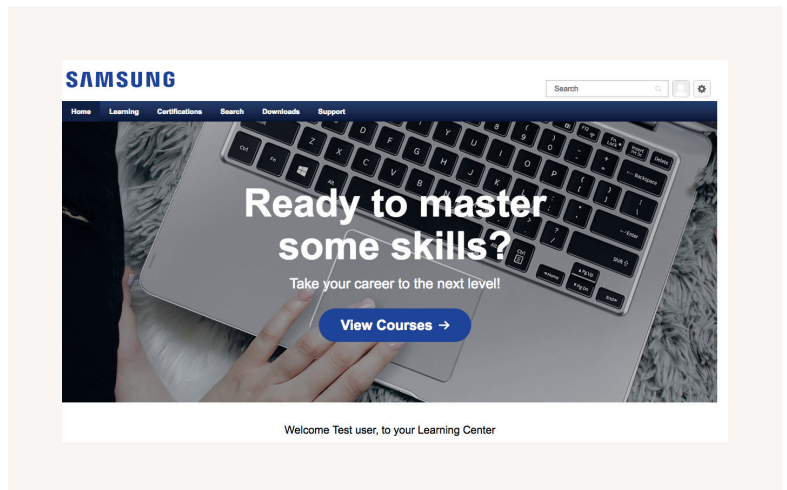 SAMSUNG
Search
Home Learning Certifications Search Downloads Support
Ready to master
some skills?
Take your career to the next level!
View Courses →
Welcome Test user, to your Learning Center